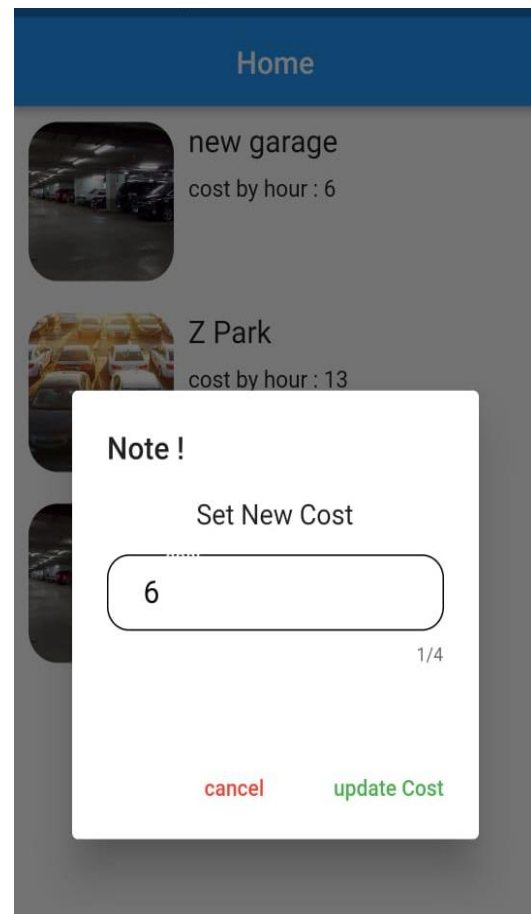 Home
new garage
cost by hour : 6
Z Park
cost by hour : 13
Note !
Set New Cost
6
1/4
cancel
update Cost